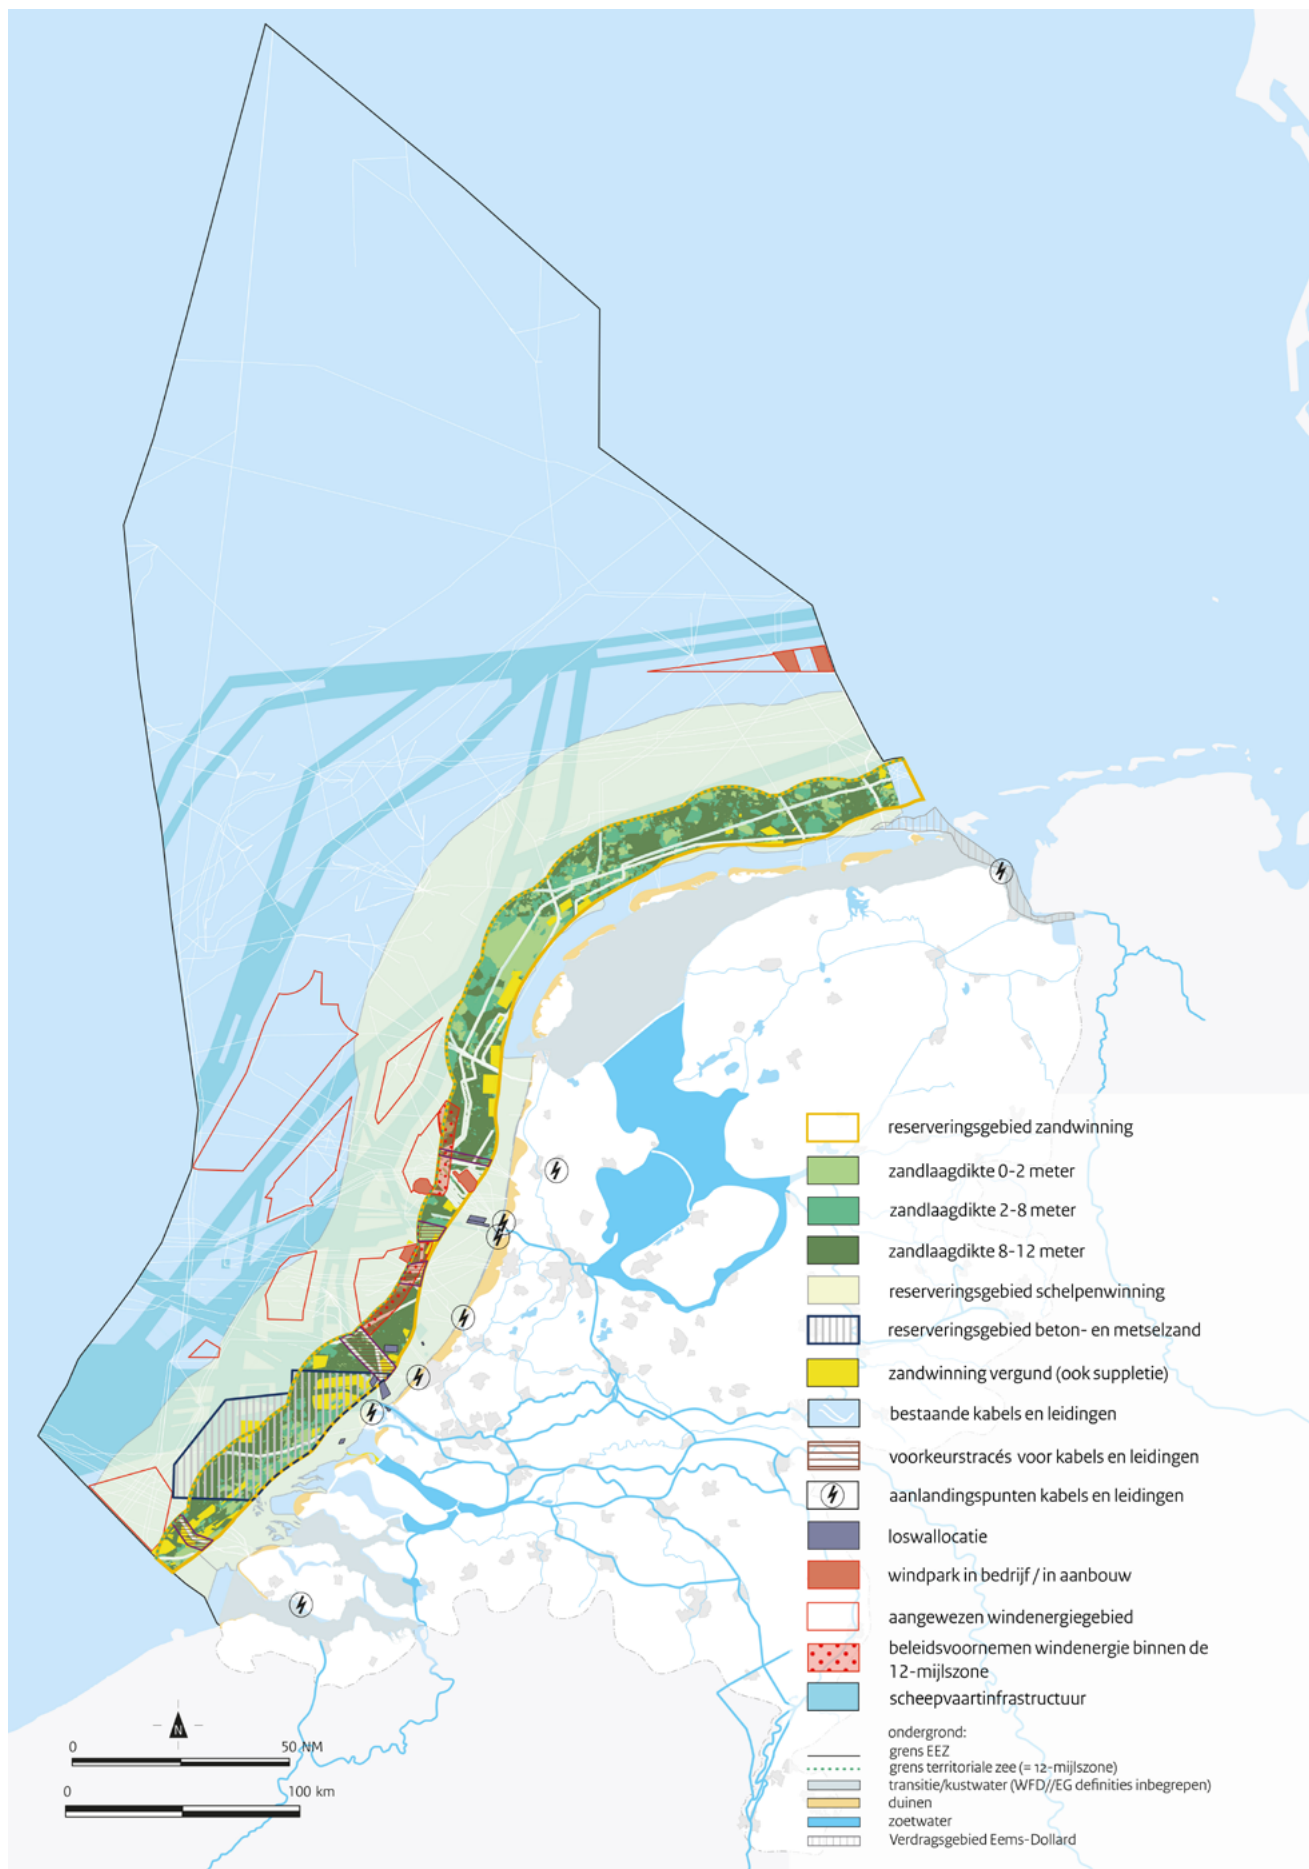 reserveringsgebied zandwinning
zandlaagdikte 0-2 meter
zandlaagdikte 2-8 meter
zandlaagdikte 8-12 meter
reserveringsgebied schelpenwinning
reserveringsgebied beton- en metselzand
zandwinning vergund (ook suppletie)
bestaande kabels en leidingen
voorkeurstracés voor kabels en leidingen
aanlandingspunten kabels en leidingen
loswallocatie
windpark in bedrijf / in aanbouw
aangewezen windenergiegebied
beleidsvoornemen windenergie binnen de
12-mijlszone
scheepvaartinfrastructuur
ondergrond:
grens EEZ
grens territoriale zee (= 12-mijlszone)
transitie/kustwater (WFD//EG definities inbegrepen)
duinen
zoetwater
Verdragsgebied Eems-Dollard
N
0 50 NM
0 100 km